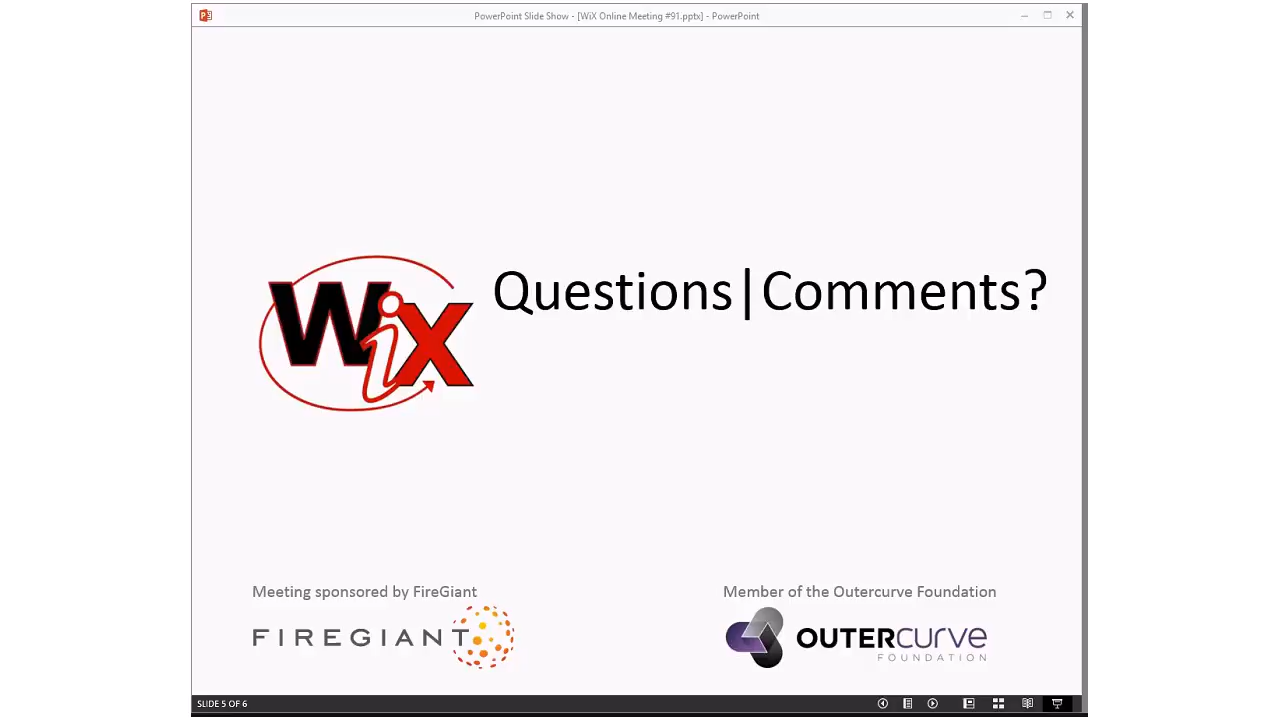 PowerPoint Slide Show - [WiX Online Meeting #91.pptx] - PowerPoint
WiX
Questions|Comments?
Meeting sponsored by FireGiant
FIREGIANT
Member of the Outercurve Foundation
OUTERCURVE
FOUNDATION
SLIDE 5 OF 6